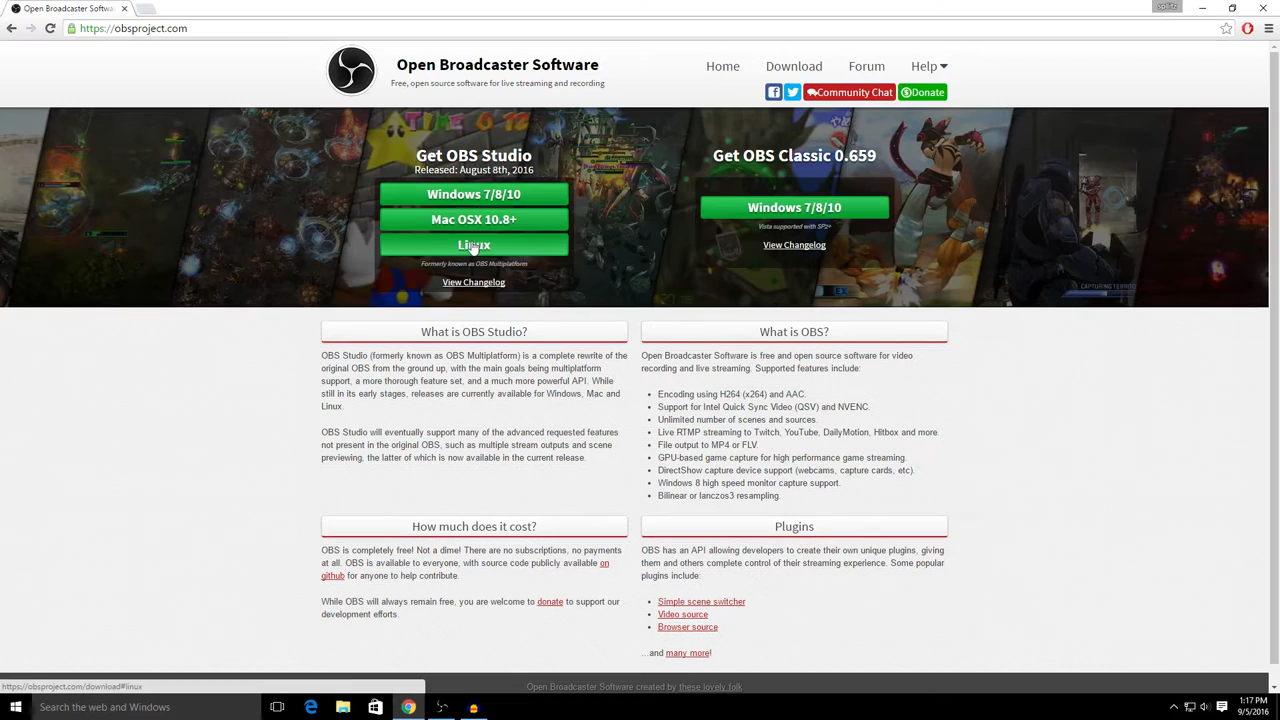 Open Broadcaster Softwa
splitz
https://obsproject.com
Open Broadcaster Software
Free, open source software for live streaming and recording
Home
Download
Forum
Help
Community Chat
Donate
Get OBS Studio
Released: August 8th, 2016
Windows 7/8/10
Mac OSX 10.8+
Linux
Formerly known as OBS Multiplatform
View Changelog
Get OBS Classic 0.659
Windows 7/8/10
Vista supported with SP2+
View Changelog
What is OBS Studio?
OBS Studio (formerly known as OBS Multiplatform) is a complete rewrite of the
original OBS from the ground up, with the main goals being multiplatform
support, a more thorough feature set, and a much more powerful API. While
still in its early stages, releases are currently available for Windows, Mac and
Linux.
OBS Studio will eventually support many of the advanced requested features
not present in the original OBS, such as multiple stream outputs and scene
previewing, the latter of which is now available in the current release.
What is OBS?
Open Broadcaster Software is free and open source software for video
recording and live streaming. Supported features include:
• Encoding using H264 (x264) and AAC.
• Support for Intel Quick Sync Video (QSV) and NVENC.
• Unlimited number of scenes and sources.
• Live RTMP streaming to Twitch, YouTube, DailyMotion, Hitbox and more.
• File output to MP4 or FLV.
• GPU-based game capture for high performance game streaming.
• DirectShow capture device support (webcams, capture cards, etc).
• Windows 8 high speed monitor capture support.
• Bilinear or lanczos3 resampling.
How much does it cost?
OBS is completely free! Not a dime! There are no subscriptions, no payments
at all. OBS is available to everyone, with source code publicly available on
github for anyone to help contribute.
While OBS will always remain free, you are welcome to donate to support our
development efforts.
Plugins
OBS has an API allowing developers to create their own unique plugins, giving
them and others complete control of their streaming experience. Some popular
plugins include:
• Simple scene switcher
• Video source
• Browser source
...and many more!
https://obsproject.com/download#linux
Open Broadcaster Software created by these lovely folk
Search the web and Windows
1:17 PM
9/5/2016